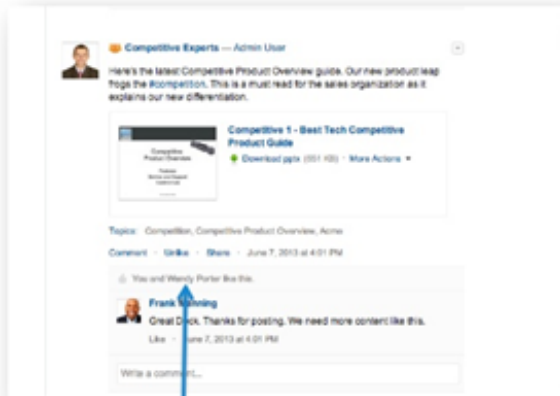 Competitive Experts — Admin User
Here's the latest Competitive Product Overview guide. Our new product leap
frogs the #competition. This is a must read for the sales organization as it
explains our new differentiation.
Competitive 1 - Best Tech Competitive
Product Guide
Download pptx (651 KB) · More Actions
Competitive
Product Overview
Topics: Competition, Competitive Product Overview, Acme
Comment · Unlike · Share · June 7, 2013 at 4:01 PM
You and Wendy Porter like this.
Frank
Great Deck. Thanks for posting. We need more content like this.
Like · June 7, 2013 at 4:01 PM
Write a comment...